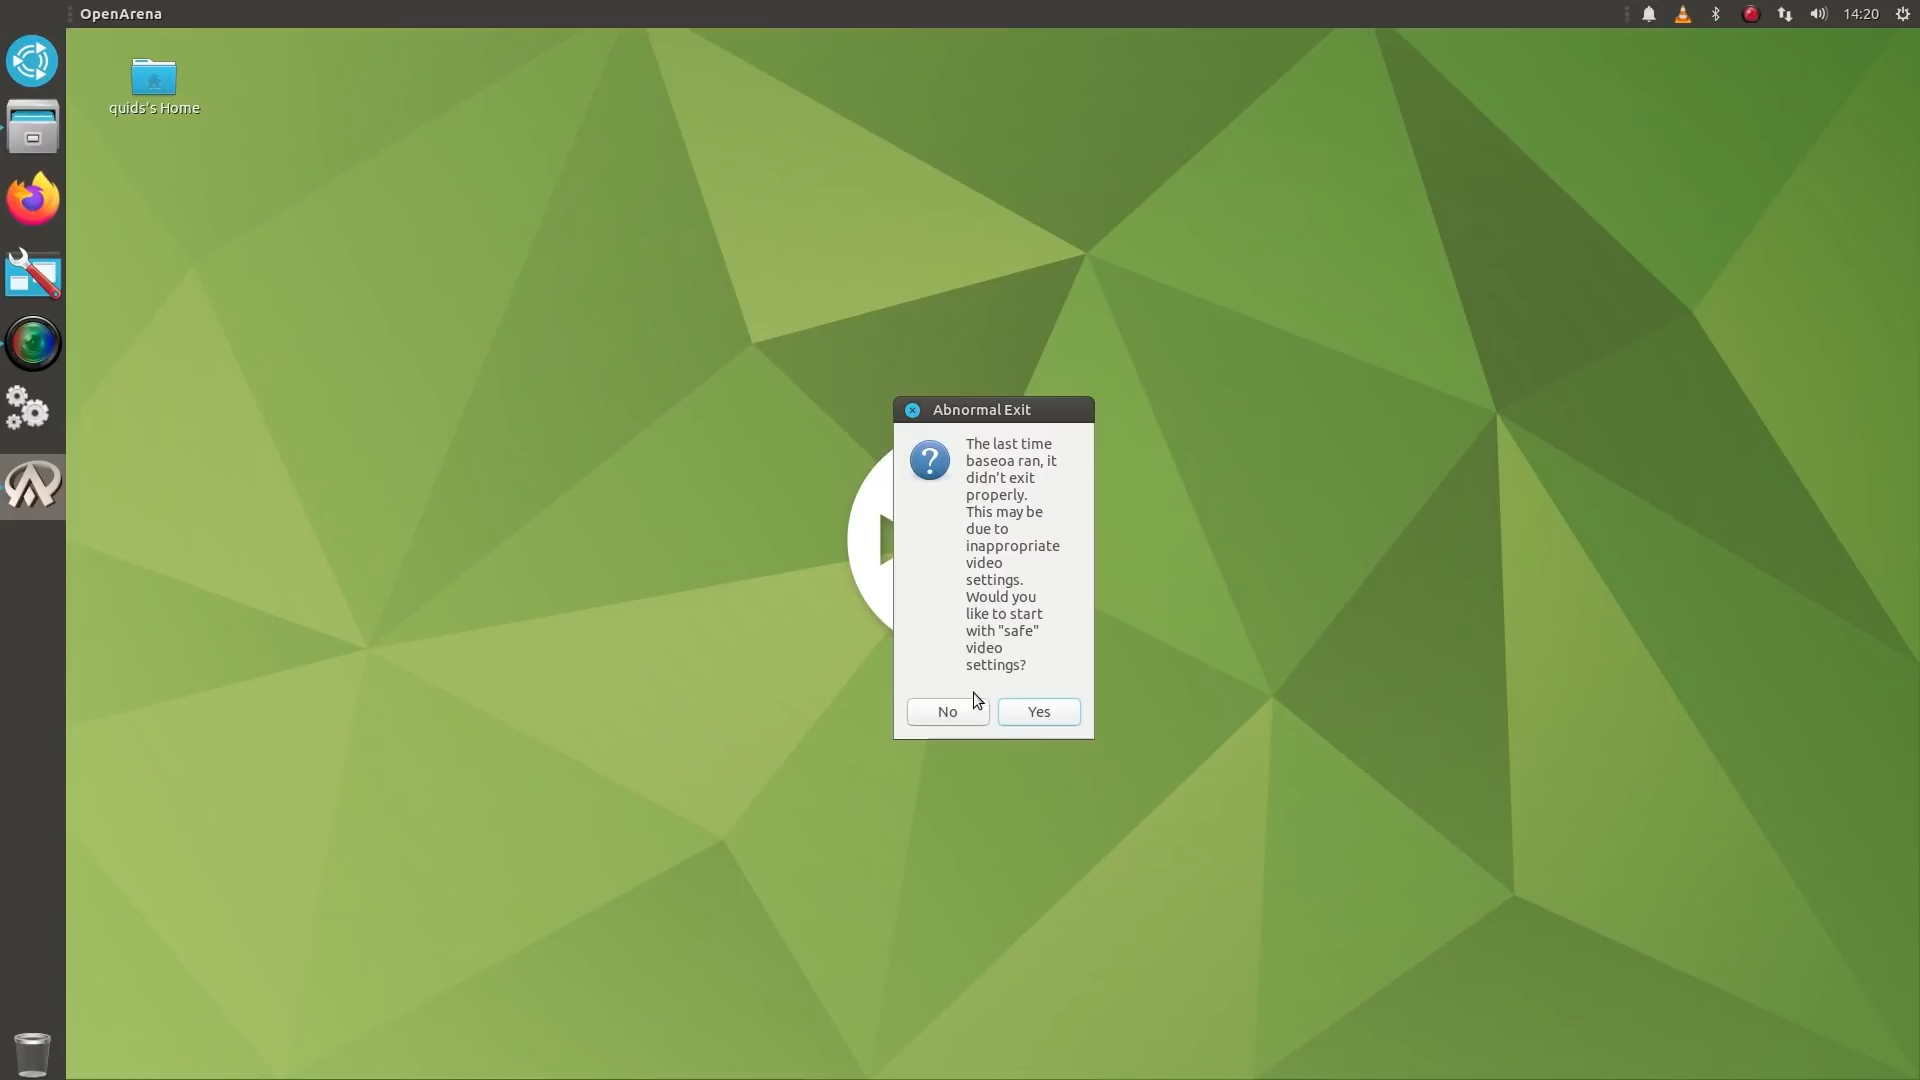 OpenArena
14:20
quids's Home
Abnormal Exit
The last time
baseoa ran, it
didn't exit
properly.
This may be
due to
inappropriate
video
settings.
Would you
like to start
with "safe"
video
settings?
No
Yes